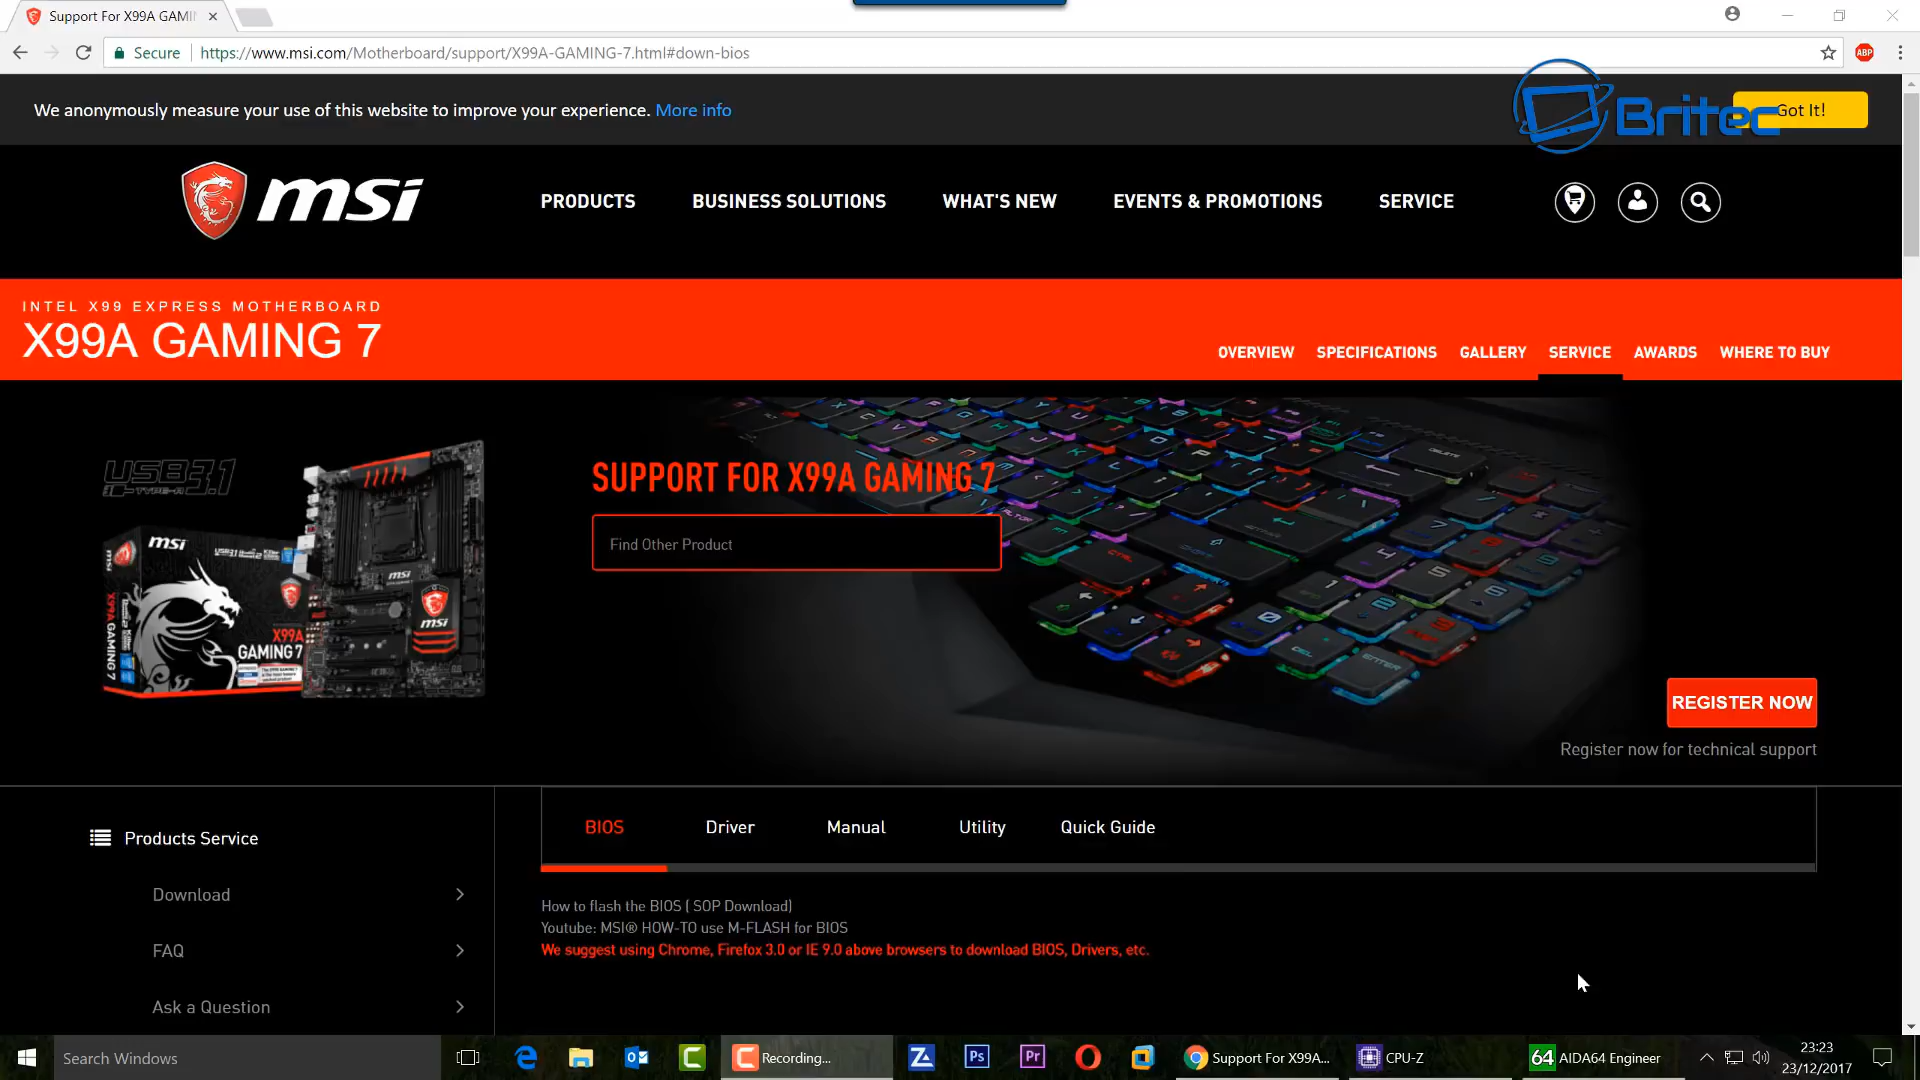 Support For X99A GAMI
Secure
https://www.msi.com/Motherboard/support/X99A-GAMING-7.html#down-bios
ABP
We anonymously measure your use of this website to improve your experience. More info
Britec
Got It!
msi
PRODUCTS
BUSINESS SOLUTIONS
WHAT'S NEW
EVENTS & PROMOTIONS
SERVICE
INTEL X99 EXPRESS MOTHERBOARD
X99A GAMING 7
OVERVIEW
SPECIFICATIONS
GALLERY
SERVICE
AWARDS
WHERE TO BUY
USB3.1
TYPE-A
msi
X99A
GAMING 7
msi
msi
SUPPORT FOR X99A GAMING 7
Find Other Product
REGISTER NOW
Register now for technical support
Products Service
Download
FAQ
Ask a Question
BIOS
Driver
Manual
Utility
Quick Guide
How to flash the BIOS [ SOP Download)
Youtube: MSI® HOW-TO use M-FLASH for BIOS
We suggest using Chrome, Firefox 3.0 or IE 9.0 above browsers to download BIOS, Drivers, etc.
Search Windows
Recording...
Ps
Pr
Support For X99A...
CPU-Z
64
AIDA64 Engineer
23:23
23/12/2017